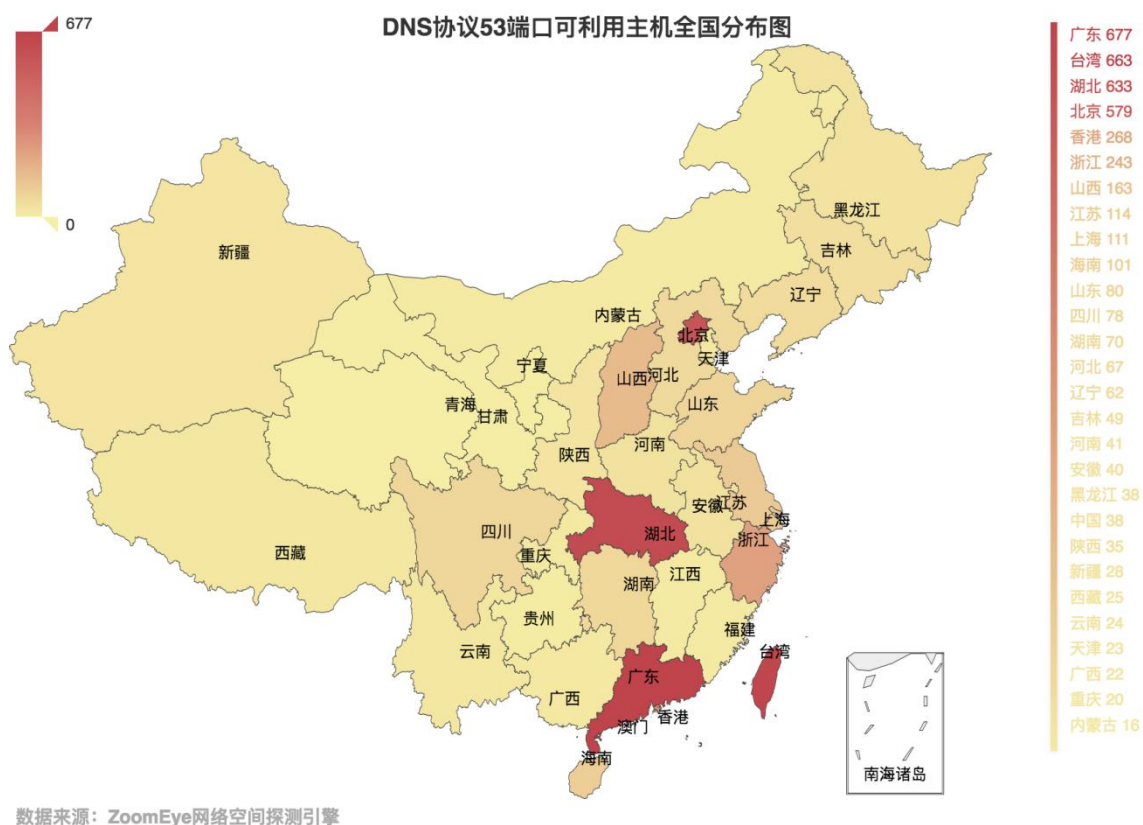 DNS协议53端口可利用主机全国分布图
677
0
广东 677
台湾 663
湖北 633
北京 579
香港 268
浙江 243
山西 163
江苏 114
上海 111
海南 101
山东 80
四川 78
湖南 70
河北 67
辽宁 62
吉林 49
河南 41
安徽 40
黑龙江 38
中国 38
陕西 35
新疆 28
西藏 25
云南 24
天津 23
广西 22
重庆 20
内蒙古 16
黑龙江
新疆
吉林
辽宁
内蒙古
北京
天津
宁夏
山西
河北
青海
甘肃
山东
河南
陕西
安徽
江苏
上海
四川
湖北
浙江
西藏
重庆
江西
湖南
贵州
福建
云南
台湾
广东
广西
香港
澳门
海南
南海诸岛
数据来源：ZoomEye网络空间探测引擎